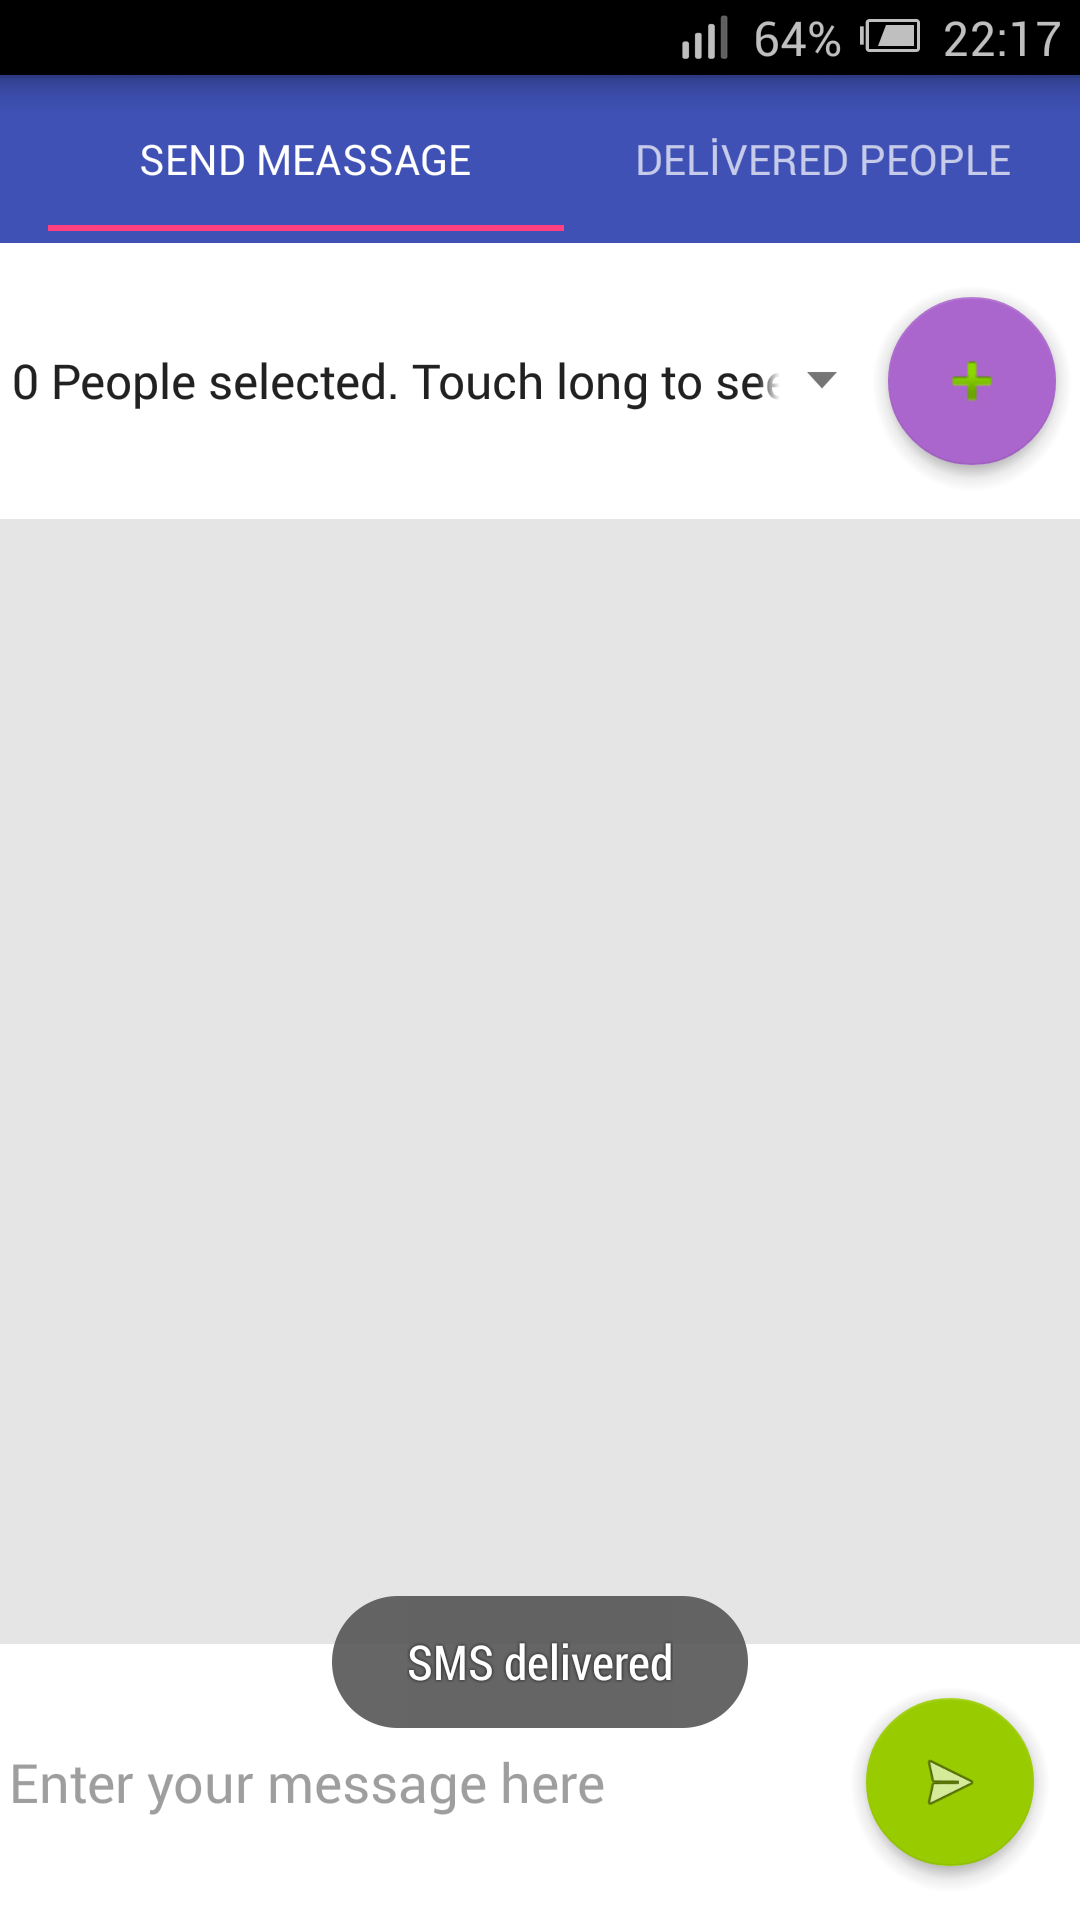 64% 22:17
SEND MEASSAGE DELİVERED PEOPLE
0 People selected. Touch long to see
SMS delivered
Enter your message here